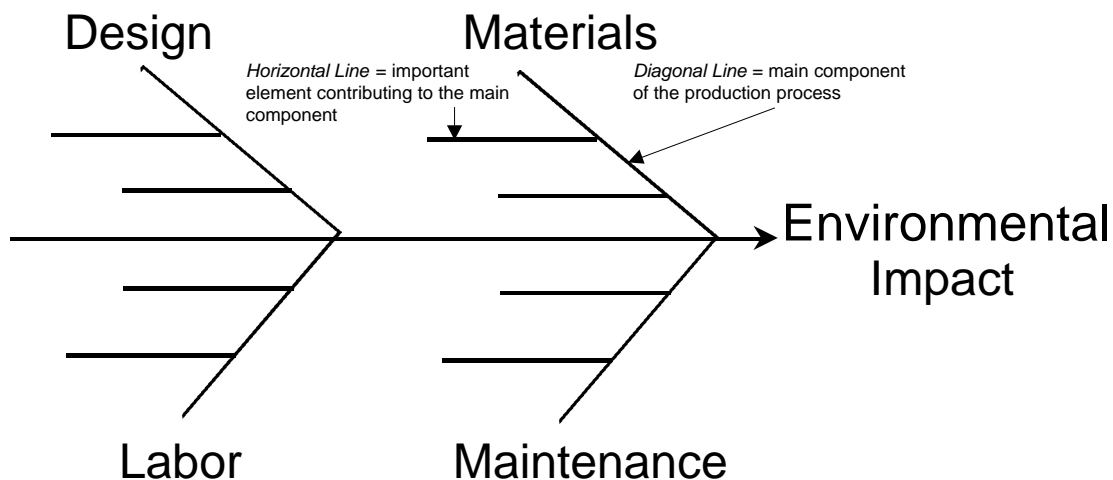 Design
Materials
Horizontal Line = important
element contributing to the main
component
Diagonal Line = main component
of the production process
Environmental
Impact
Labor
Maintenance